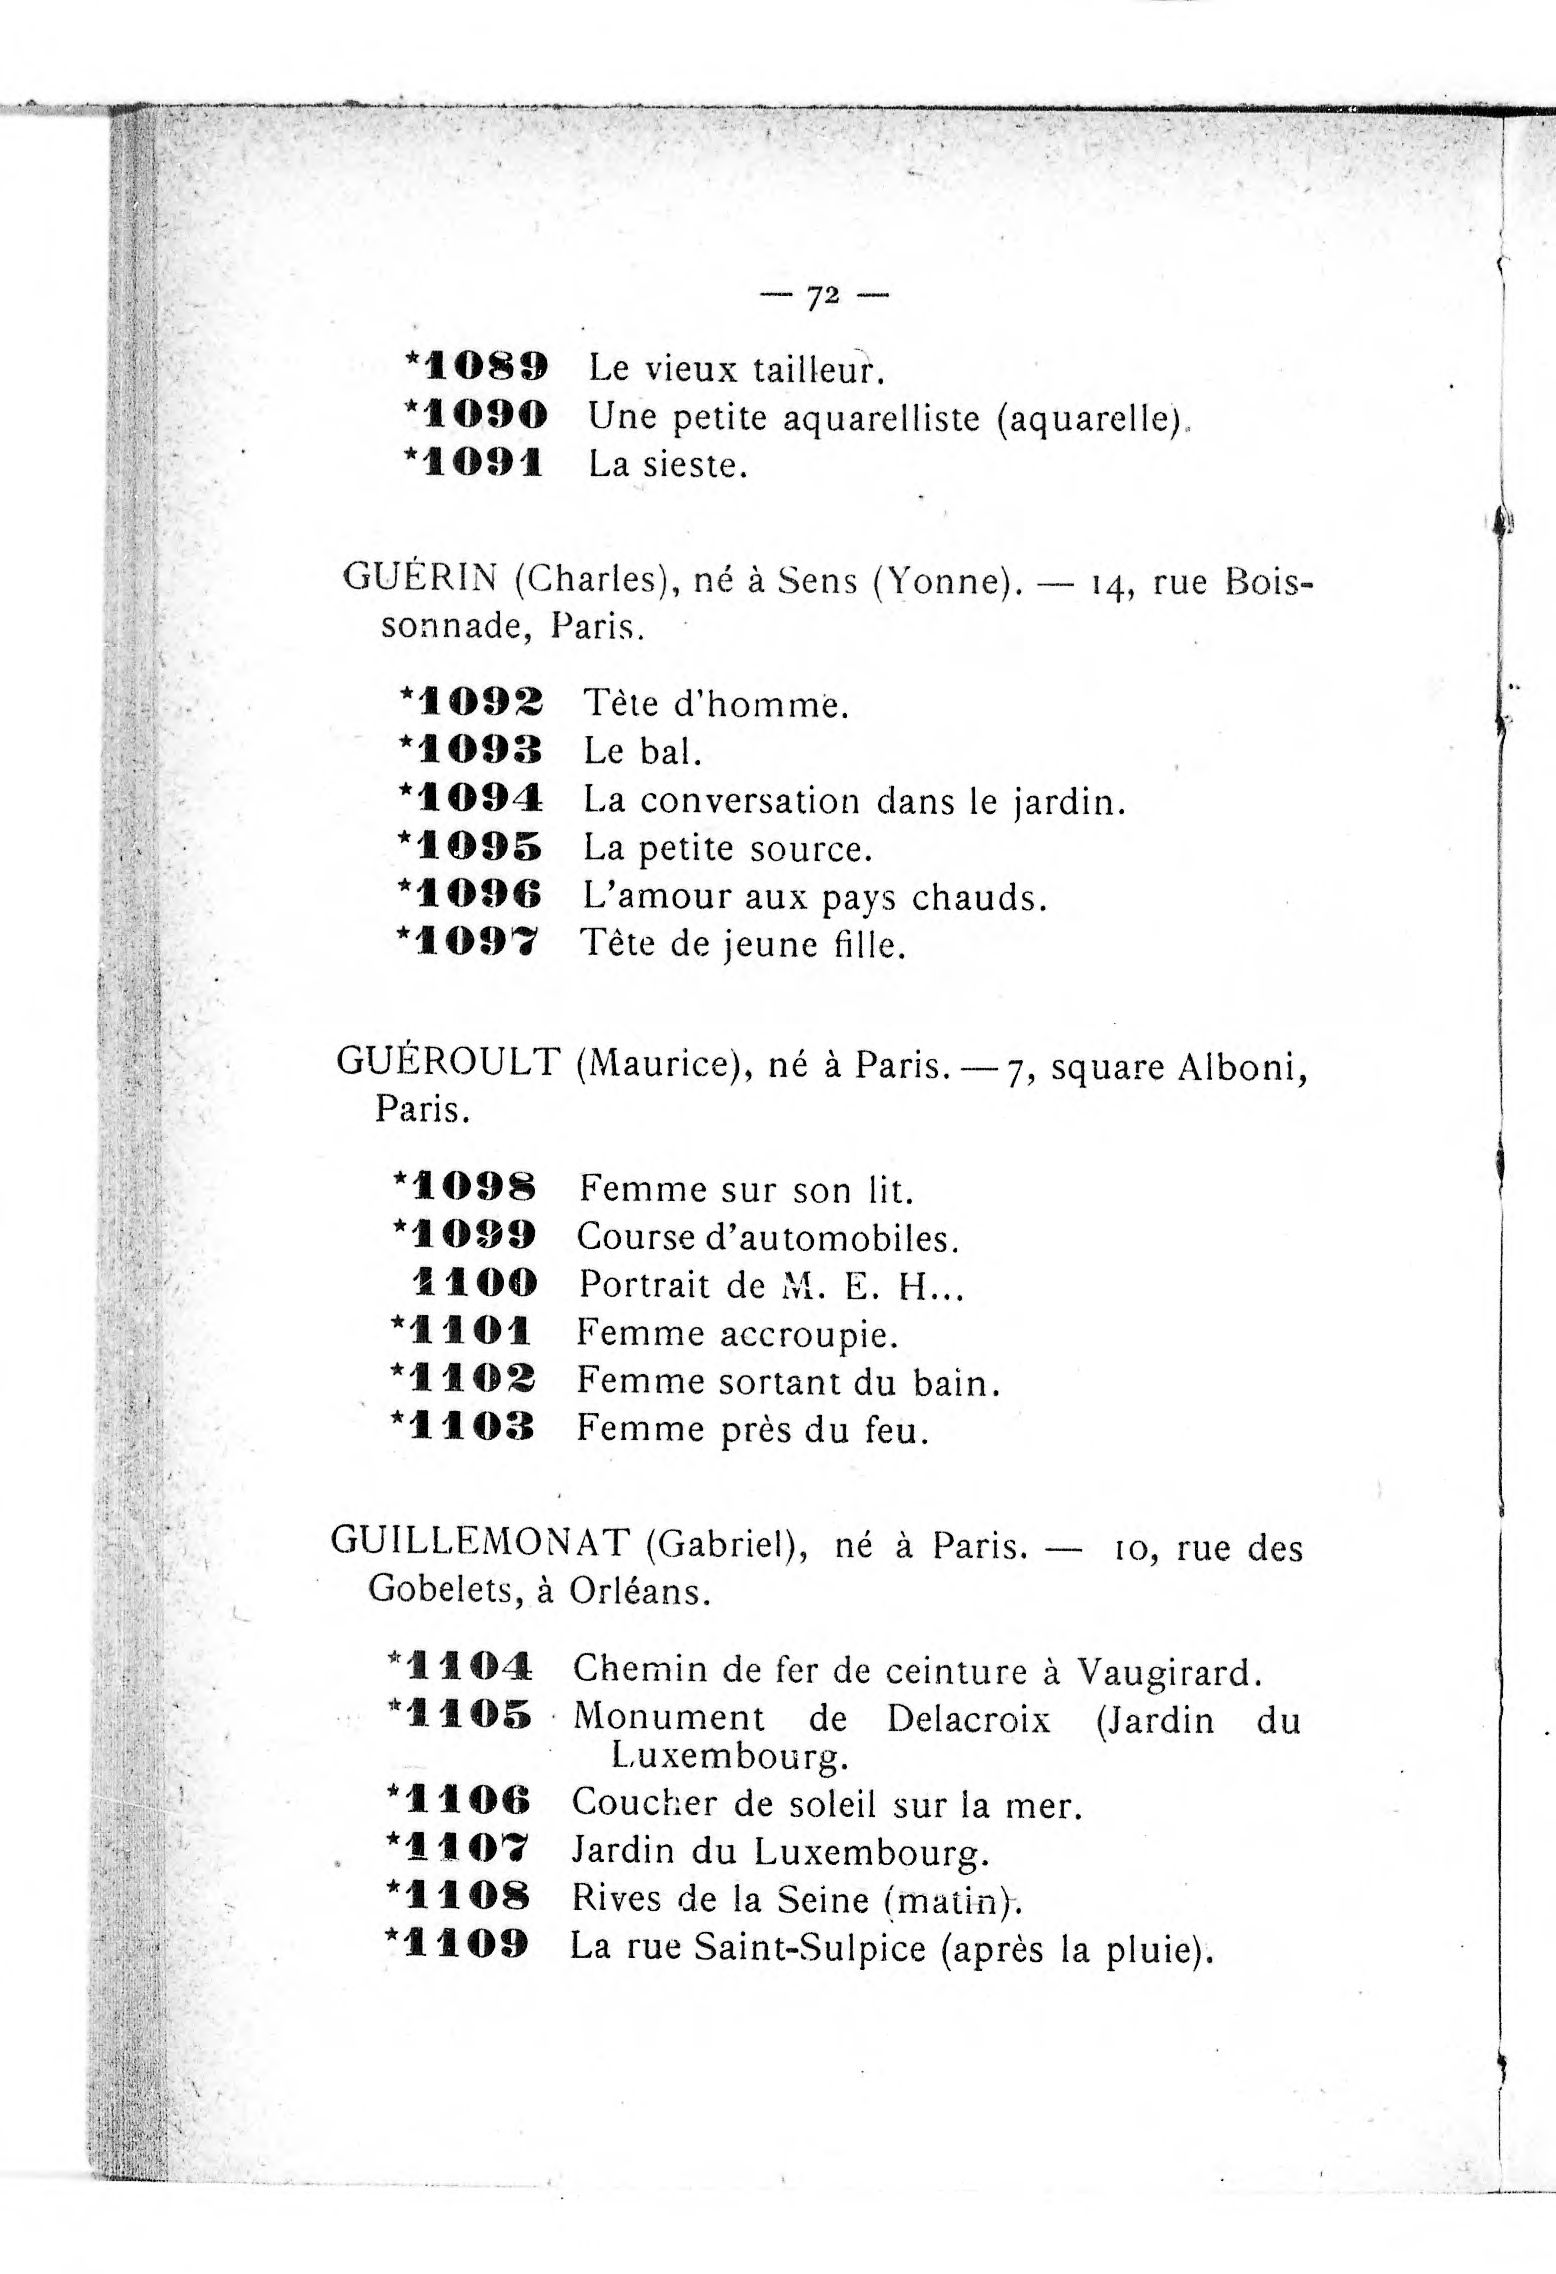 — 72 —
*1089 Le vieux tailleur.
*1090 Une petite aquarelliste (aquarelle).
*1091 La sieste.
GUÉRIN (Charles), né à Sens (Yonne). — 14, rue Bois-
sonnade, Paris.
*1092 Tête d'homme.
*1093 Le bal.
*1094 La conversation dans le jardin.
*1095 La petite source.
*1096 L'amour aux pays chauds.
*1097 Tête de jeune fille.
GUÉROULT (Maurice), né à Paris. — 7, square Alboni,
Paris.
*1098 Femme sur son lit.
*1099 Course d'automobiles.
1100 Portrait de M. E. H...
*1101 Femme accroupie.
*1102 Femme sortant du bain.
*1103 Femme près du feu.
GUILLEMONAT (Gabriel), né à Paris. — 10, rue des
Gobelets, à Orléans.
*1104 Chemin de fer de ceinture à Vaugirard.
*1105 Monument de Delacroix (Jardin du
Luxembourg.
*1106 Coucher de soleil sur la mer.
*1107 Jardin du Luxembourg.
*1108 Rives de la Seine (matin).
*1109 La rue Saint-Sulpice (après la pluie).